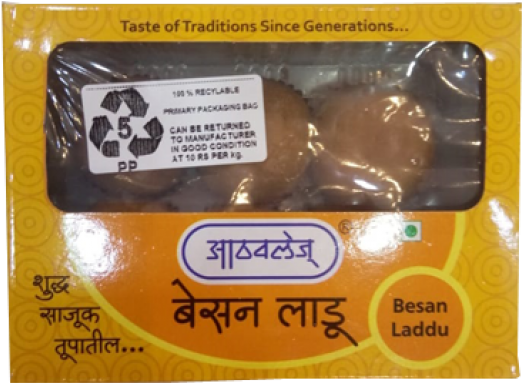 Taste of Traditions Since Generations...
100 % RECYLABLE
PRIMARY PACKAGING BAG
CAN BE RETURNED
TO MANUFACTURER
IN GOOD CONDITION
AT 10 RS PER Kg.
5
PP
आठवलेज्
®
शुद्ध
साजूक
तूपातील...
बेसन लाडू
Besan
Laddu